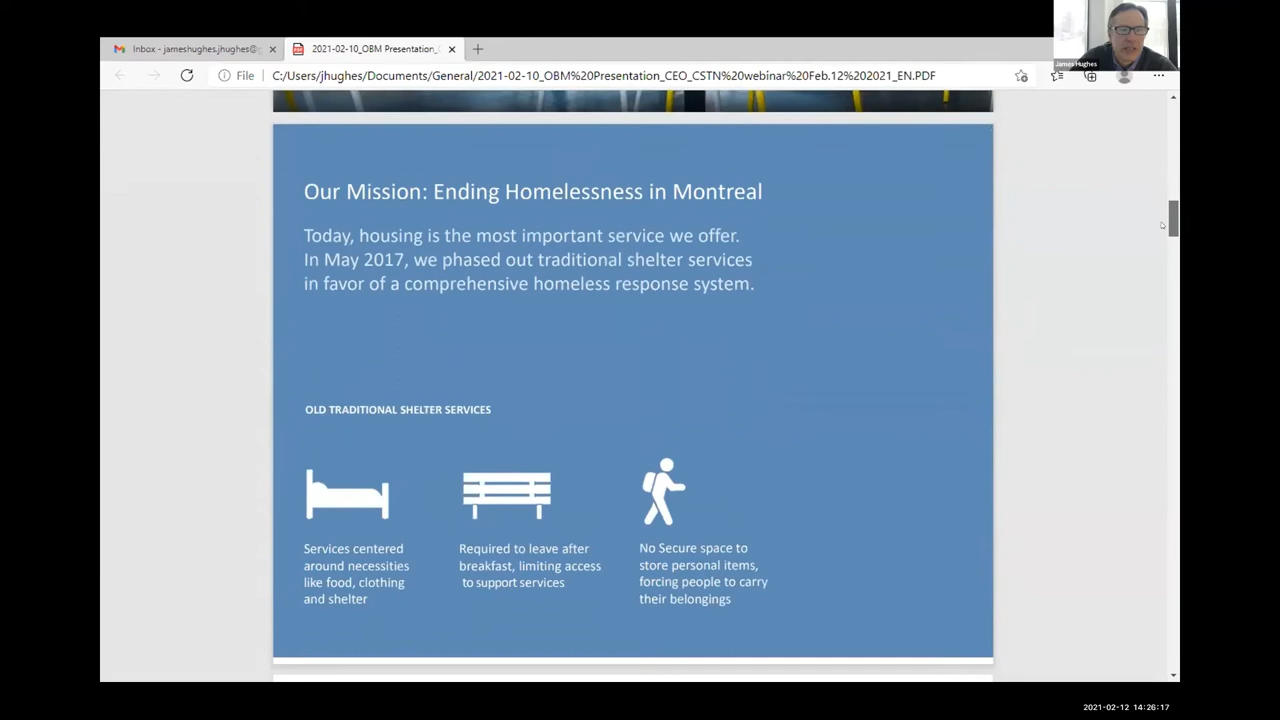 Inbox - jameshughes.jhughes@g
2021-02-10_OBM Presentation_
File
C:/Users/jhughes/Documents/General/2021-02-10_OBM%20Presentation_CEO_CSTN%20webinar%20Feb.12%202021_EN.PDF
James Hughes
Our Mission: Ending Homelessness in Montreal
Today, housing is the most important service we offer.
In May 2017, we phased out traditional shelter services
in favor of a comprehensive homeless response system.
OLD TRADITIONAL SHELTER SERVICES
Services centered
around necessities
like food, clothing
and shelter
Required to leave after
breakfast, limiting access
to support services
No Secure space to
store personal items,
forcing people to carry
their belongings
2021-02-12 14:26:17